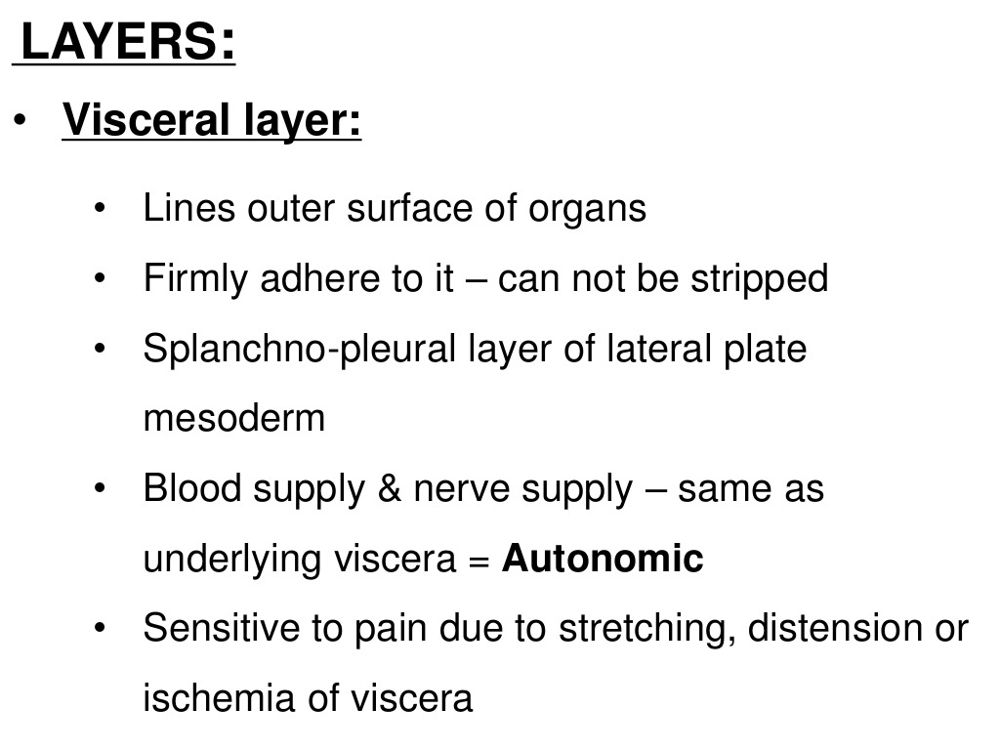 LAYERS:
• Visceral layer:
• Lines outer surface of organs
• Firmly adhere to it – can not be stripped
• Splanchno-pleural layer of lateral plate
mesoderm
• Blood supply & nerve supply – same as
underlying viscera = Autonomic
• Sensitive to pain due to stretching, distension or
ischemia of viscera